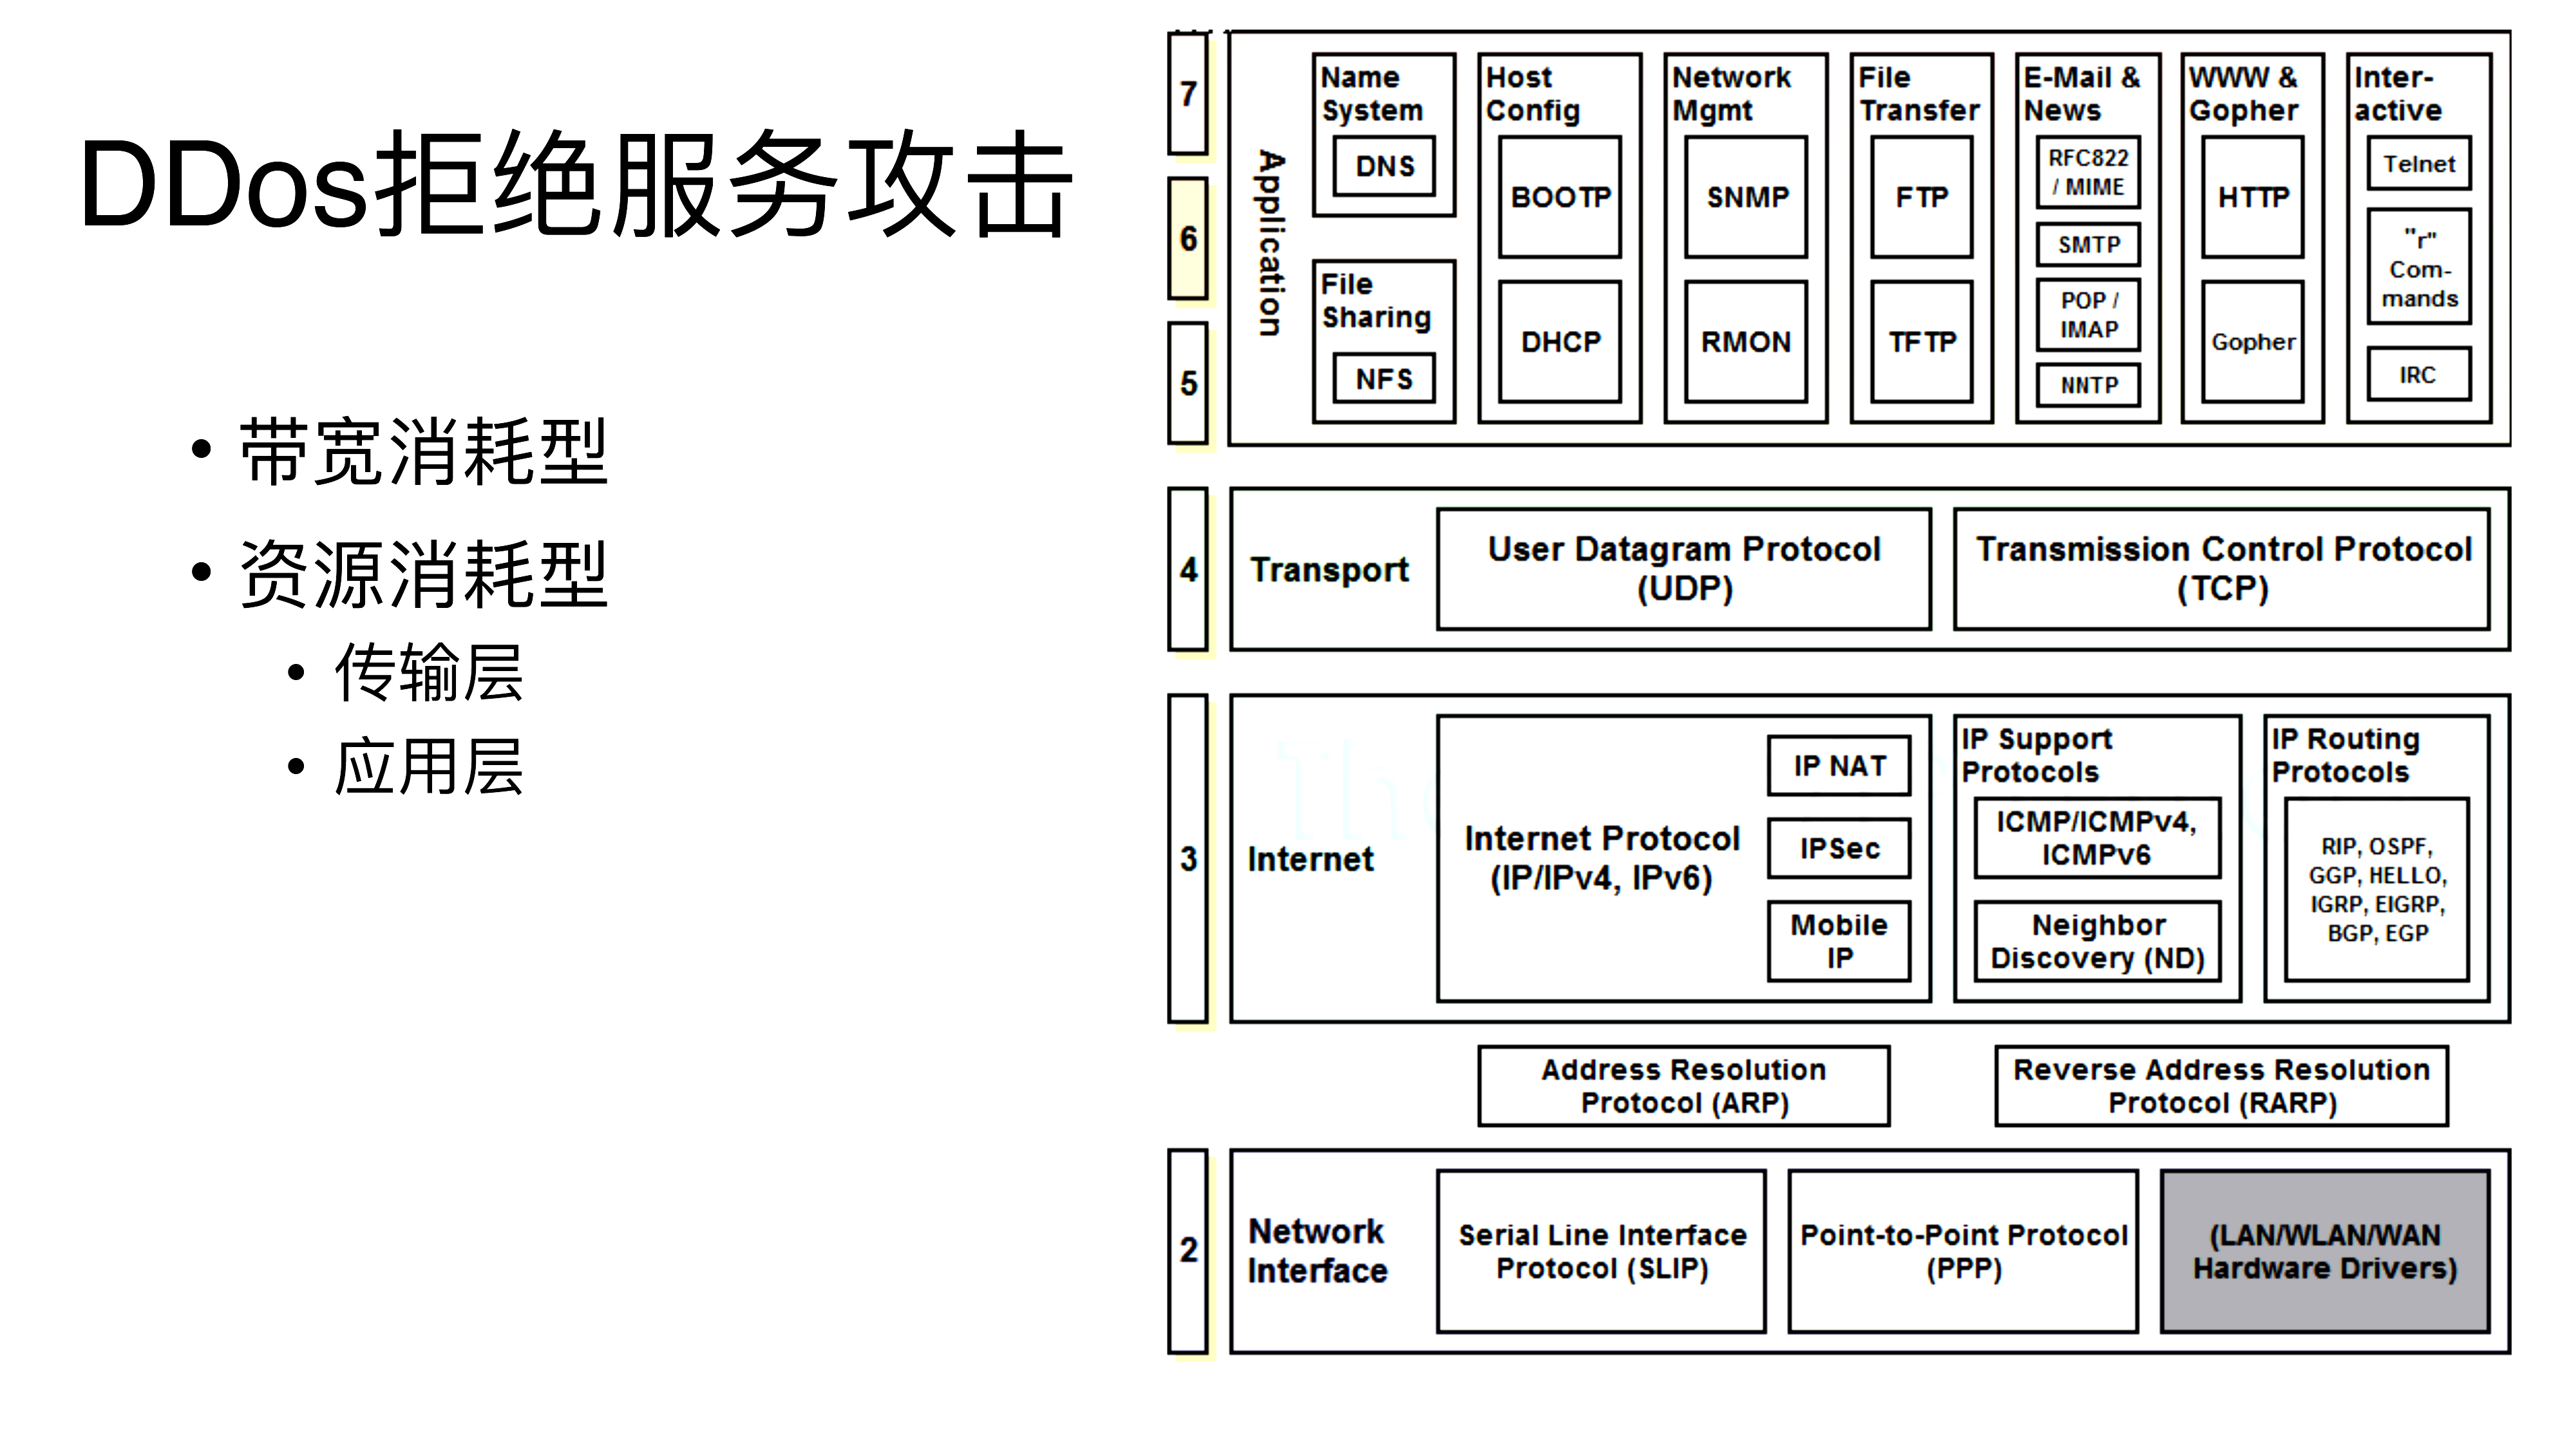 DDos拒绝服务攻击
• 带宽消耗型
• 资源消耗型
• 传输层
• 应用层
7
6
5
Application
Name
System
DNS
File
Sharing
NFS
Host
Config
BOOTP
DHCP
Network
Mgmt
SNMP
RMON
File
Transfer
FTP
TFTP
E-Mail &
News
RFC822
/ MIME
SMTP
POP /
IMAP
NNTP
WWW &
Gopher
HTTP
Gopher
Inter-
active
Telnet
"r"
Com-
mands
IRC
4
Transport
User Datagram Protocol
(UDP)
Transmission Control Protocol
(TCP)
3
Internet
Internet Protocol
(IP/IPv4, IPv6)
IP NAT
IPSec
Mobile
IP
IP Support
Protocols
ICMP/ICMPv4,
ICMPv6
Neighbor
Discovery (ND)
IP Routing
Protocols
RIP, OSPF,
GGP, HELLO,
IGRP, EIGRP,
BGP, EGP
Address Resolution
Protocol (ARP)
Reverse Address Resolution
Protocol (RARP)
2
Network
Interface
Serial Line Interface
Protocol (SLIP)
Point-to-Point Protocol
(PPP)
(LAN/WLAN/WAN
Hardware Drivers)